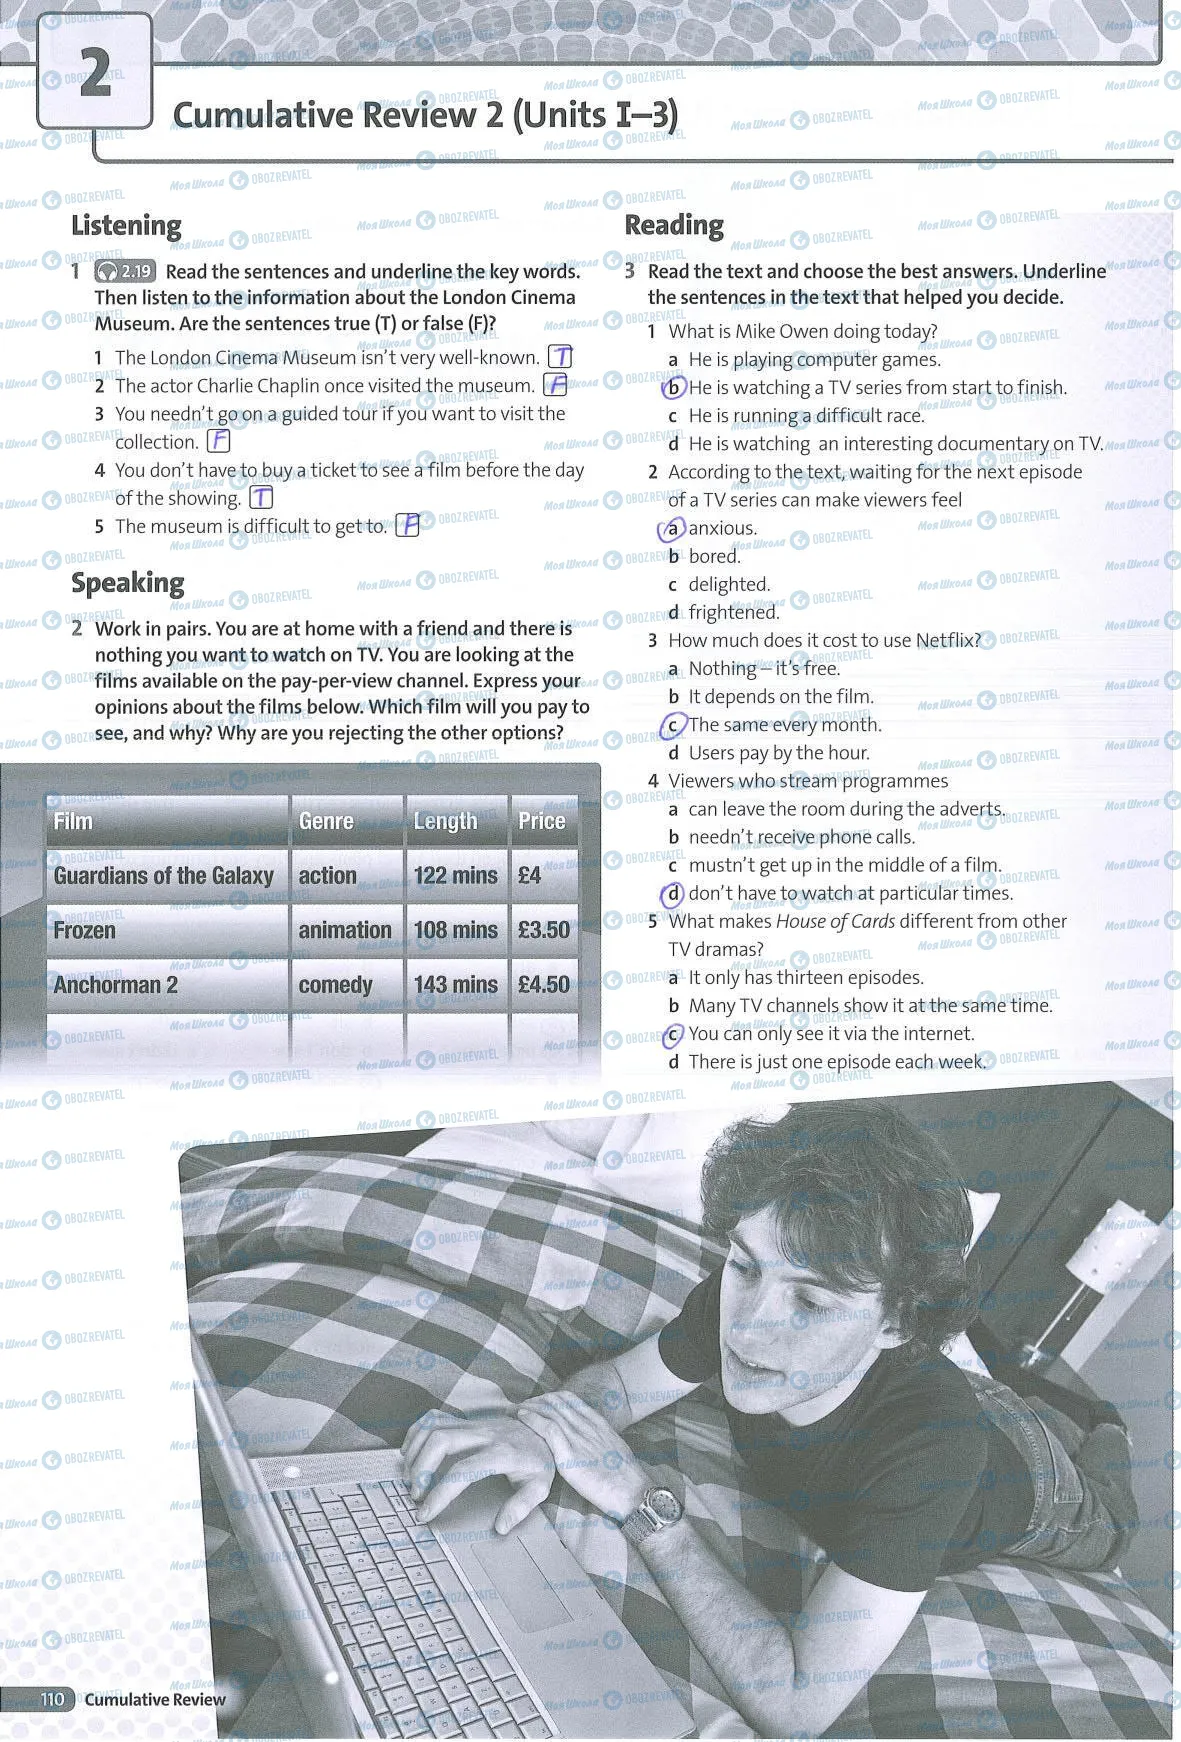 2
Cumulative Review 2 (Units I–3)
Listening
1 2.19 Read the sentences and underline the key words.
Then listen to the information about the London Cinema
Museum. Are the sentences true (T) or false (F)?
1 The London Cinema Museum isn't very well-known. T
2 The actor Charlie Chaplin once visited the museum. F
3 You needn't go on a guided tour if you want to visit the
collection. F
4 You don't have to buy a ticket to see a film before the day
of the showing. T
5 The museum is difficult to get to. F
Speaking
2 Work in pairs. You are at home with a friend and there is
nothing you want to watch on TV. You are looking at the
films available on the pay-per-view channel. Express your
opinions about the films below. Which film will you pay to
see, and why? Why are you rejecting the other options?
Film Genre Length Price
Guardians of the Galaxy action 122 mins £4
Frozen animation 108 mins £3.50
Anchorman 2 comedy 143 mins £4.50
Reading
3 Read the text and choose the best answers. Underline
the sentences in the text that helped you decide.
1 What is Mike Owen doing today?
a He is playing computer games.
b He is watching a TV series from start to finish.
c He is running a difficult race.
d He is watching an interesting documentary on TV.
2 According to the text, waiting for the next episode
of a TV series can make viewers feel
a anxious.
b bored.
c delighted.
d frightened.
3 How much does it cost to use Netflix?
a Nothing – it's free.
b It depends on the film.
c The same every month.
d Users pay by the hour.
4 Viewers who stream programmes
a can leave the room during the adverts.
b needn't receive phone calls.
c mustn't get up in the middle of a film.
d don't have to watch at particular times.
5 What makes House of Cards different from other
TV dramas?
a It only has thirteen episodes.
b Many TV channels show it at the same time.
c You can only see it via the internet.
d There is just one episode each week.
110 Cumulative Review
Моя Школа OBOZREVATEL